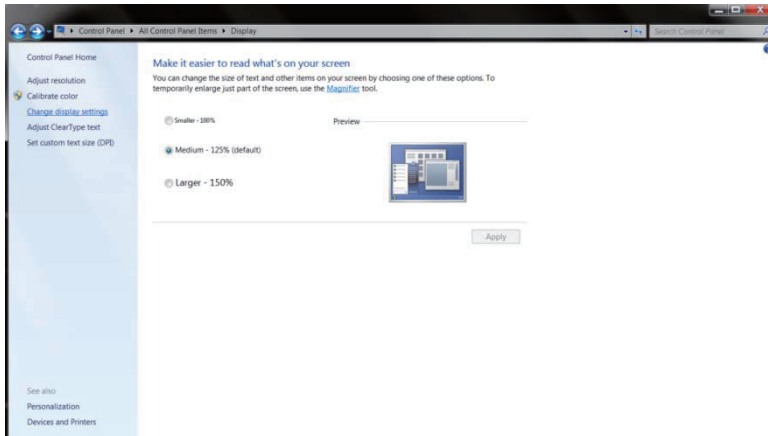 Control Panel ▸ All Control Panel Items ▸ Display
Search Control Panel
Control Panel Home
Adjust resolution
Calibrate color
Change display settings
Adjust ClearType text
Set custom text size (DPI)
Make it easier to read what's on your screen
You can change the size of text and other items on your screen by choosing one of these options. To
temporarily enlarge just part of the screen, use the Magnifier tool.
Smaller - 100%
Preview
Medium - 125% (default)
Larger - 150%
Apply
See also
Personalization
Devices and Printers